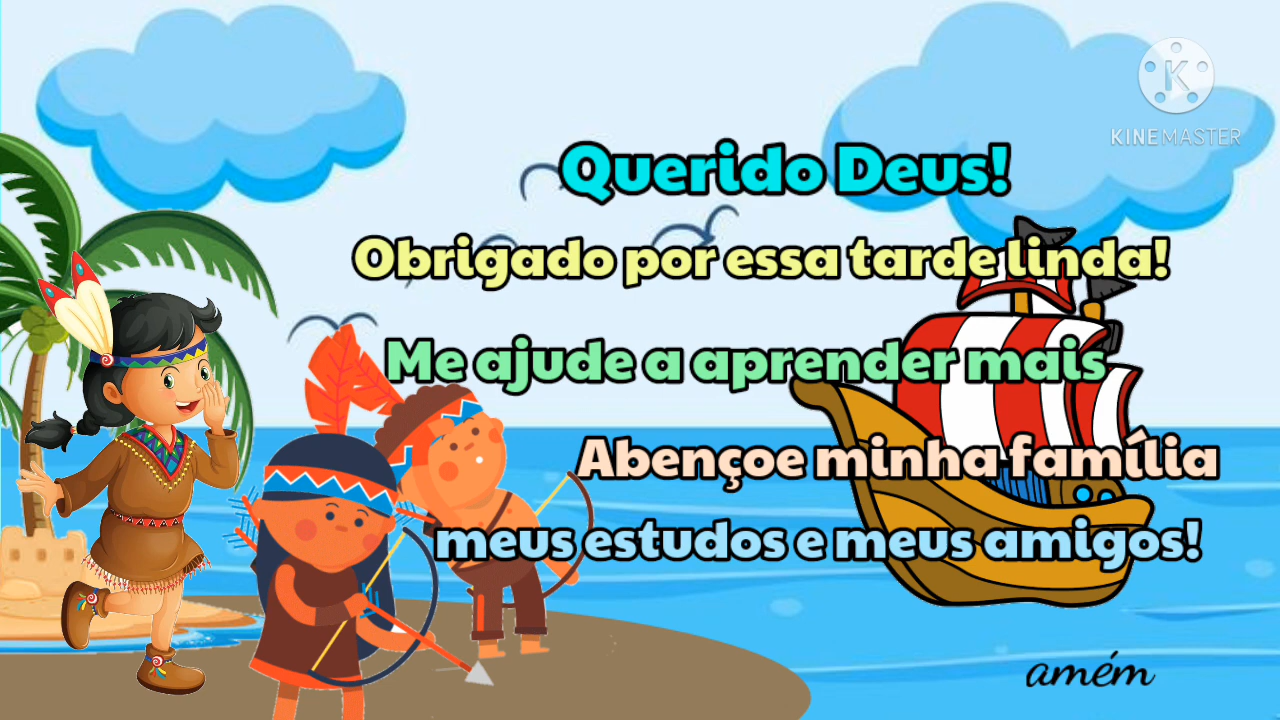 KINEMASTER
Querido Deus!
Obrigado por essa tarde linda!
Me ajude a aprender mais
Abençoe minha família
meus estudos e meus amigos!
amém